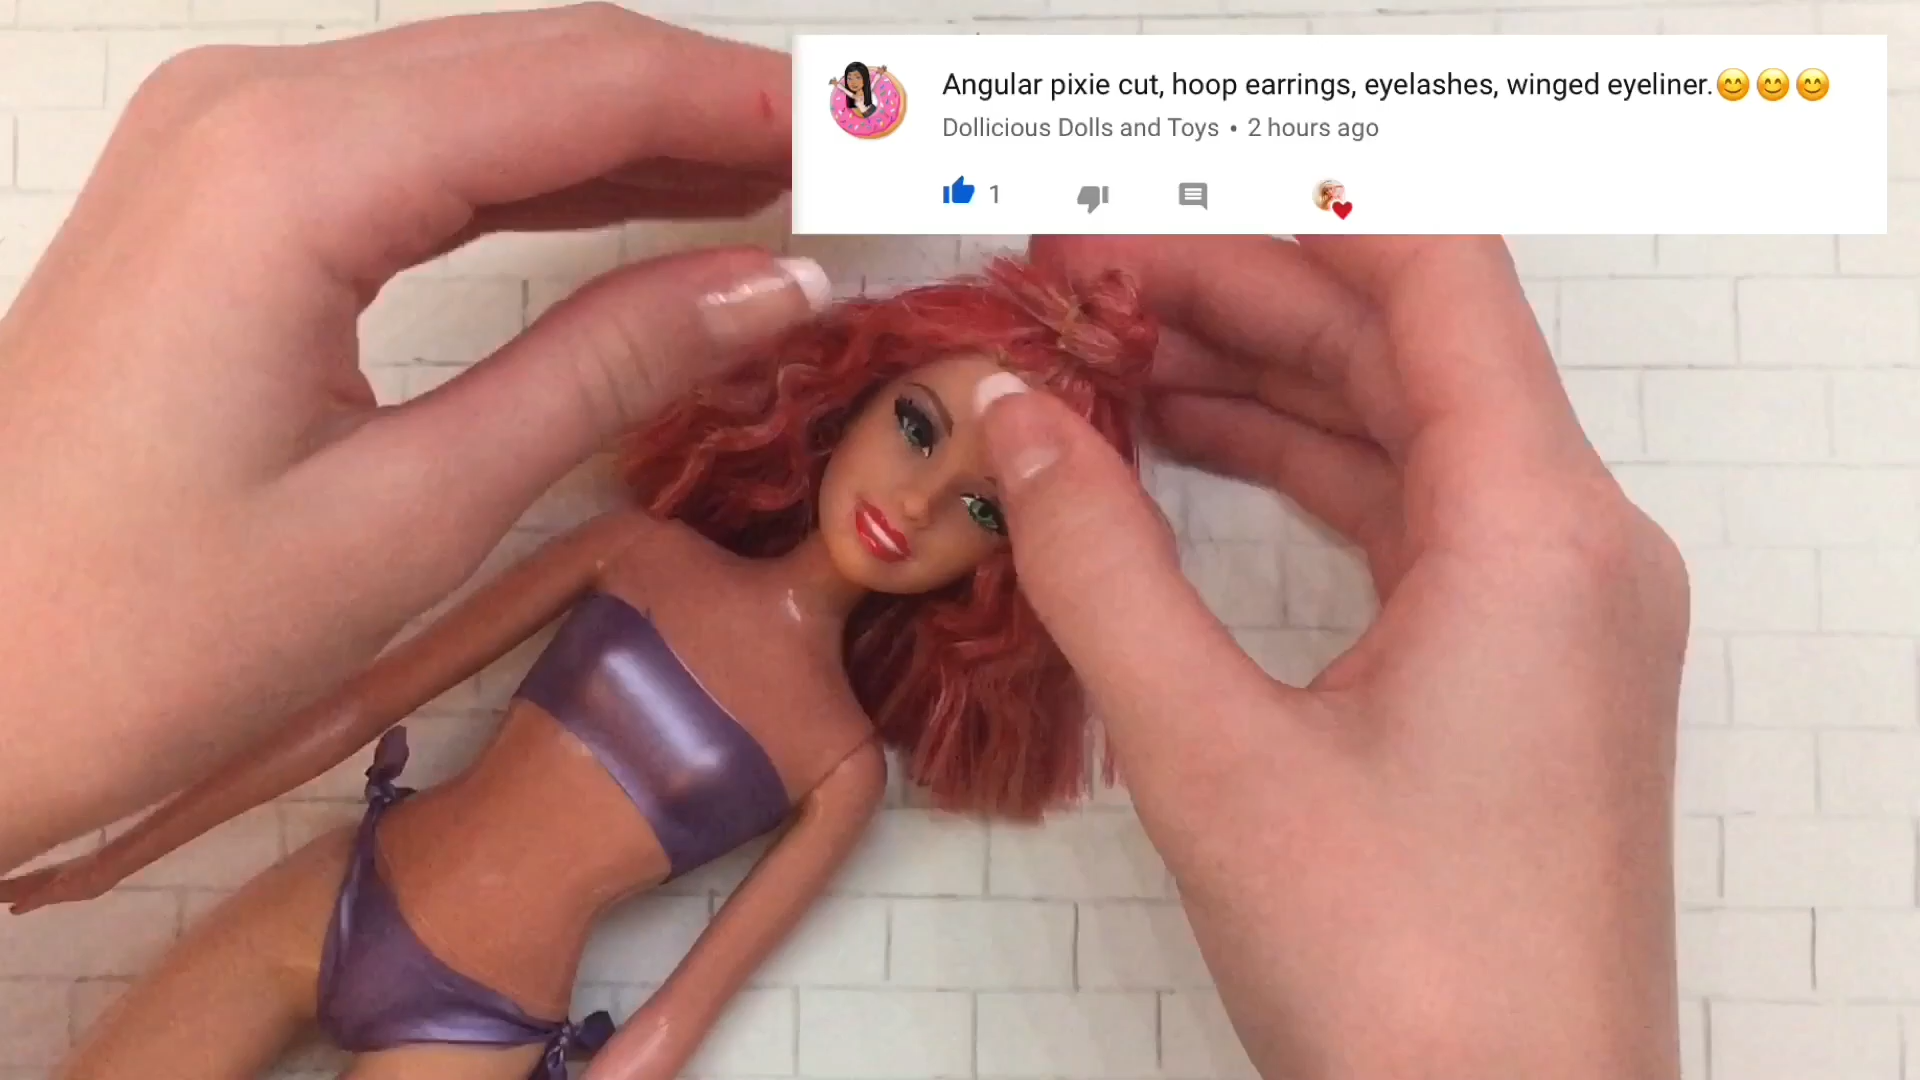 Angular pixie cut, hoop earrings, eyelashes, winged eyeliner.😊😊😊
Dollicious Dolls and Toys • 2 hours ago
1